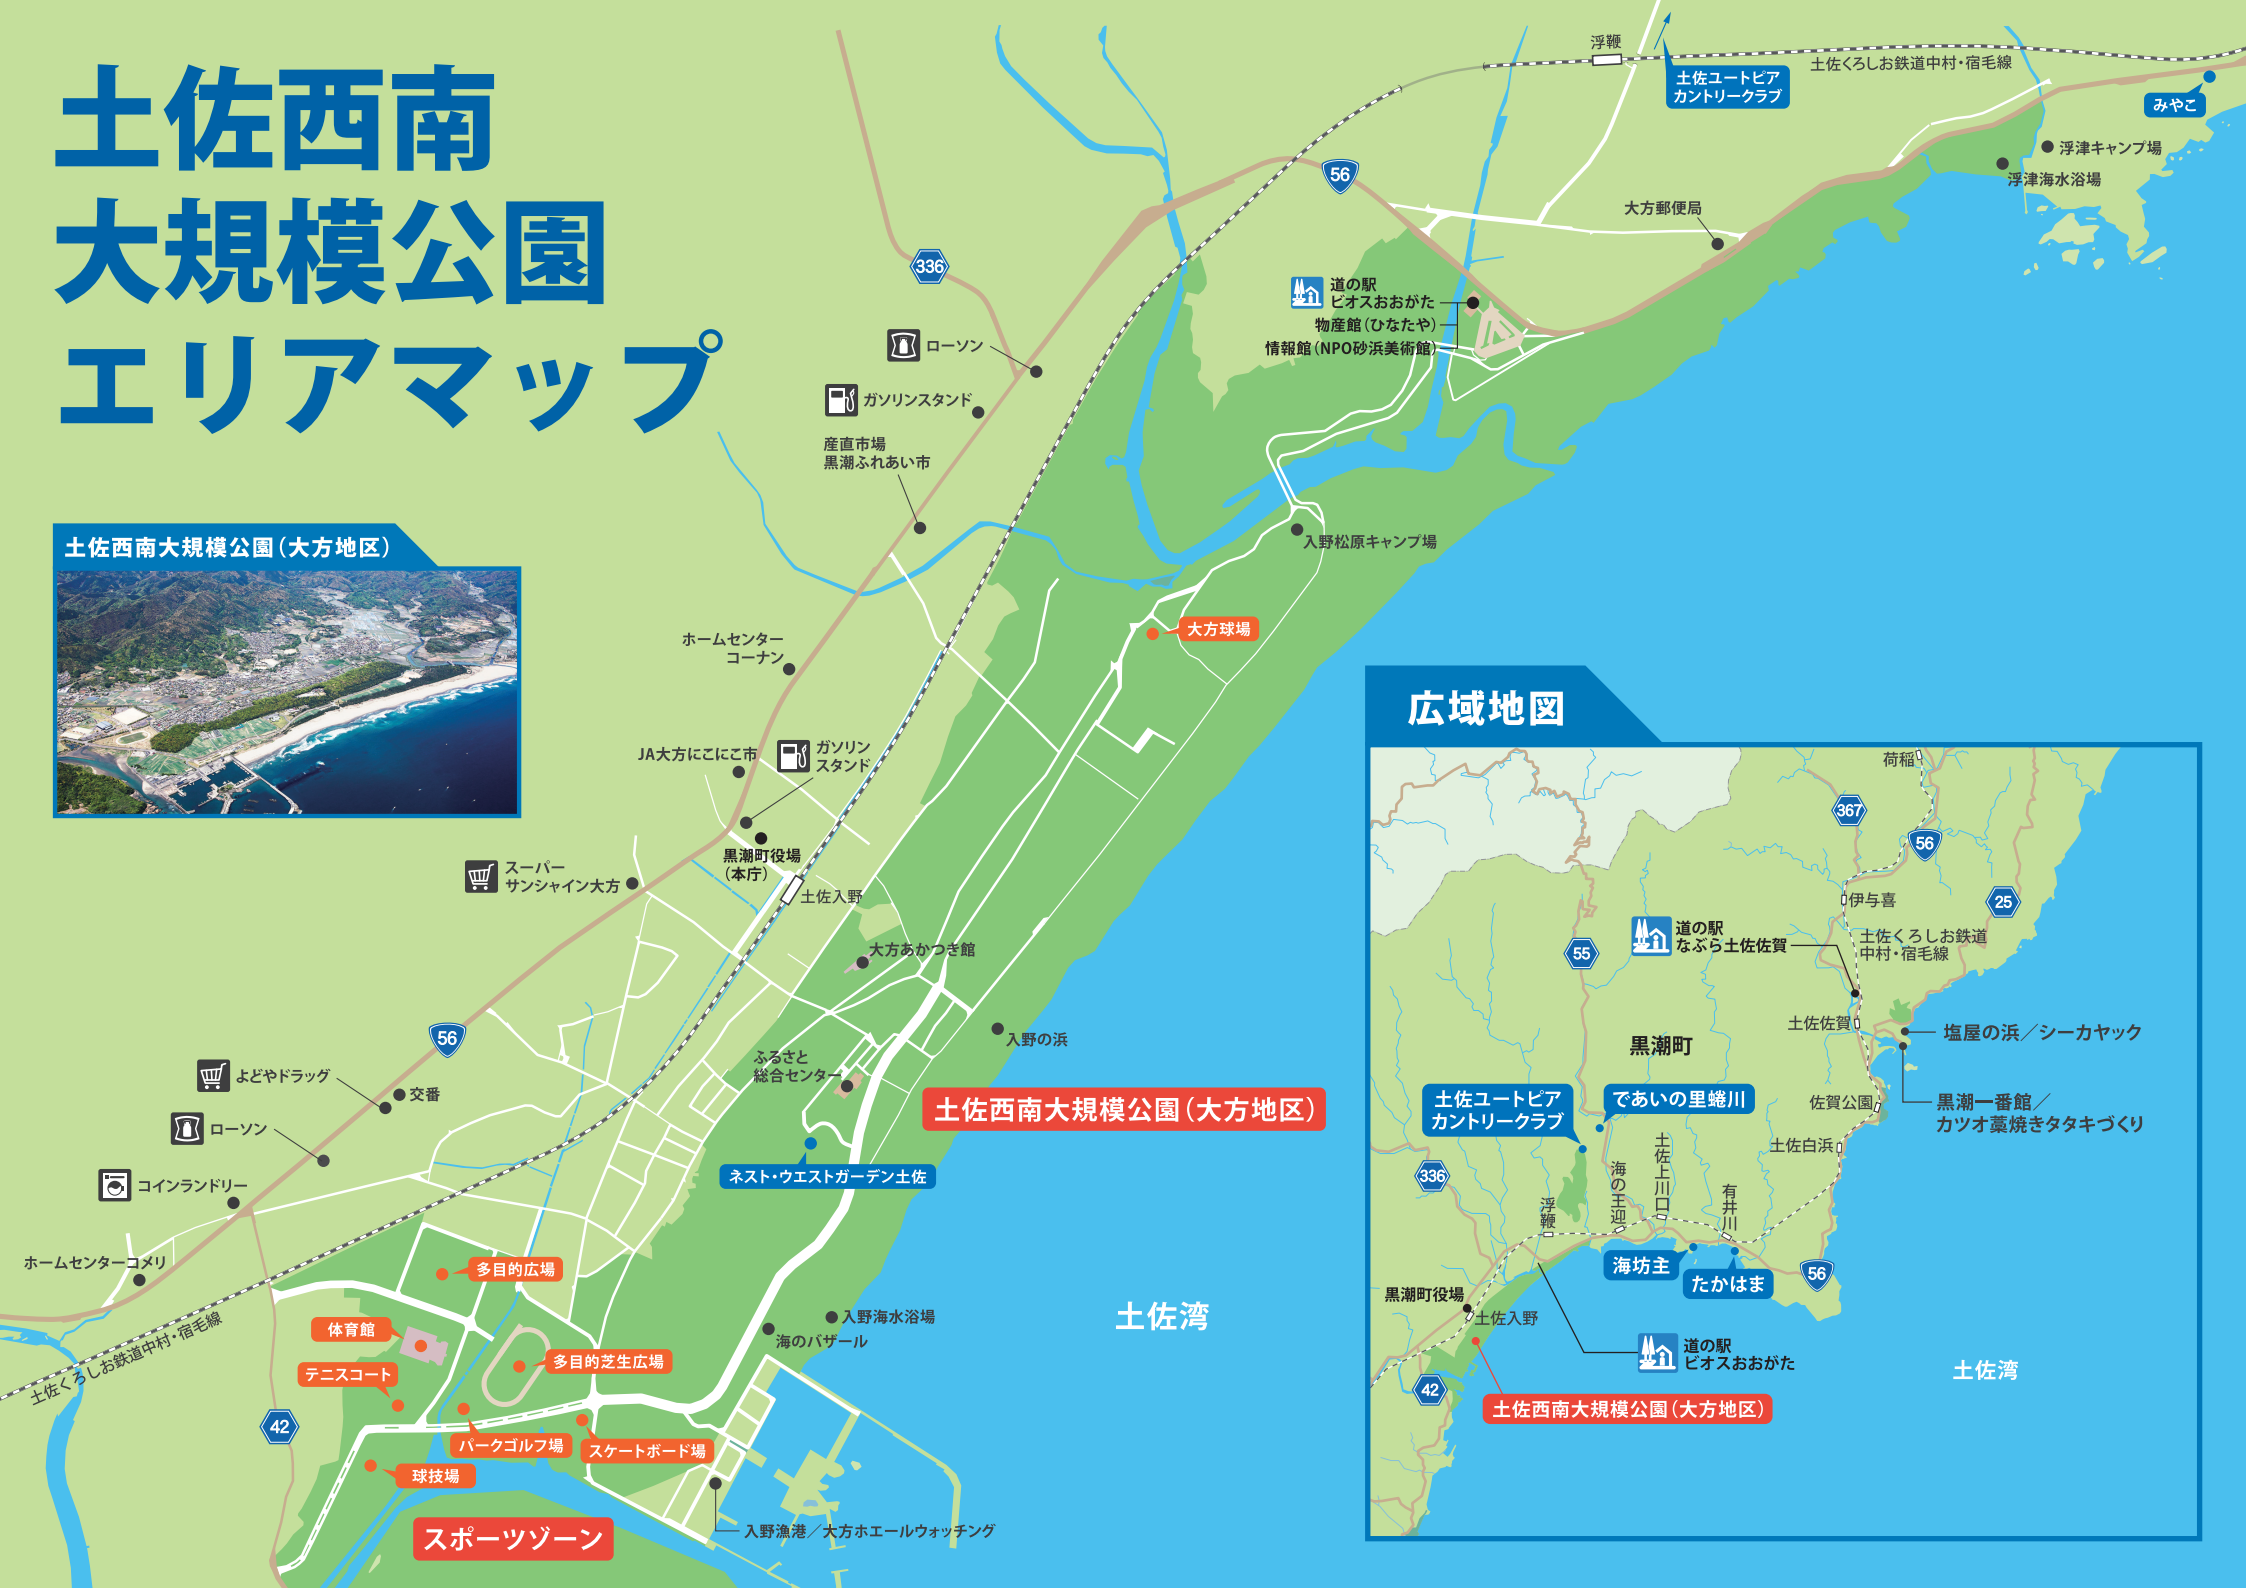 土佐西南
大規模公園
エリアマップ
土佐西南大規模公園（大方地区）
浮鞭
土佐くろしお鉄道中村・宿毛線
土佐ユートピア
カントリークラブ
みやこ
浮津キャンプ場
浮津海水浴場
56
大方郵便局
336
道の駅
ビオスおおがた
物産館（ひなたや）
情報館（NPO砂浜美術館）
ローソン
ガソリンスタンド
産直市場
黒潮ふれあい市
入野松原キャンプ場
大方球場
ホームセンター
コーナン
JA大方にこにこ市
ガソリン
スタンド
黒潮町役場
（本庁）
スーパー
サンシャイン大方
土佐入野
大方あかつき館
56
入野の浜
ふるさと
総合センター
よどやドラッグ
交番
ローソン
土佐西南大規模公園（大方地区）
ネスト・ウエストガーデン土佐
コインランドリー
ホームセンターコメリ
多目的広場
土佐くろしお鉄道中村・宿毛線
体育館
入野海水浴場
海のバザール
土佐湾
テニスコート
多目的芝生広場
42
パークゴルフ場
スケートボード場
球技場
スポーツゾーン
入野漁港／大方ホエールウォッチング
広域地図
荷稲
367
56
伊与喜
25
55
道の駅
なぶら土佐佐賀
土佐くろしお鉄道
中村・宿毛線
土佐佐賀
塩屋の浜／シーカヤック
黒潮町
土佐ユートピア
カントリークラブ
であいの里蜷川
佐賀公園
黒潮一番館／
カツオ藁焼きタタキづくり
土佐白浜
336
浮鞭
海の王迎
土佐上川口
有井川
海坊主
たかはま
56
黒潮町役場
土佐入野
道の駅
ビオスおおがた
42
土佐西南大規模公園（大方地区）
土佐湾